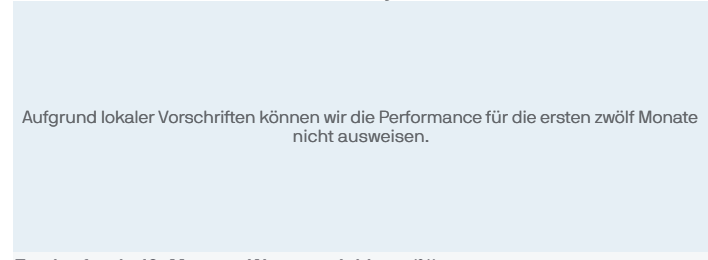 Aufgrund lokaler Vorschriften können wir die Performance für die ersten zwölf Monate
nicht ausweisen.